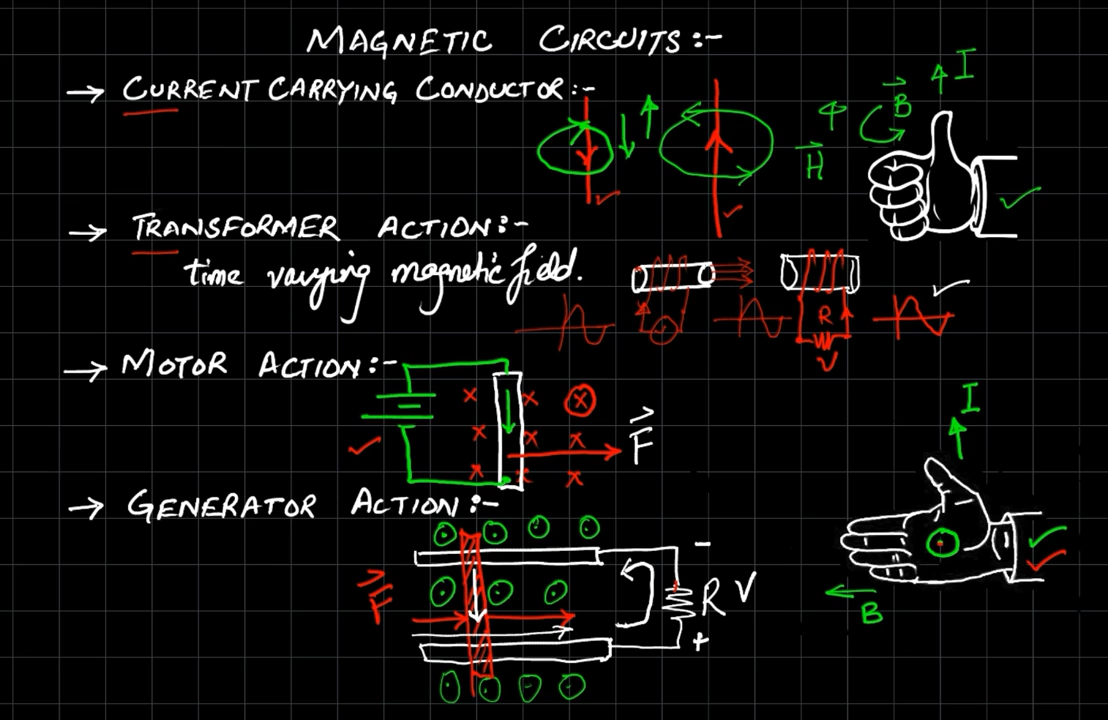 MAGNETIC CIRCUITS:-
→ CURRENT CARRYING CONDUCTOR:-
I
B
H
→ TRANSFORMER ACTION:-
time varying magnetic field.
R
V
→ MOTOR ACTION:-
x x x
x x x
x x x
F
I
B
→ GENERATOR ACTION:-
F
-
R V
+